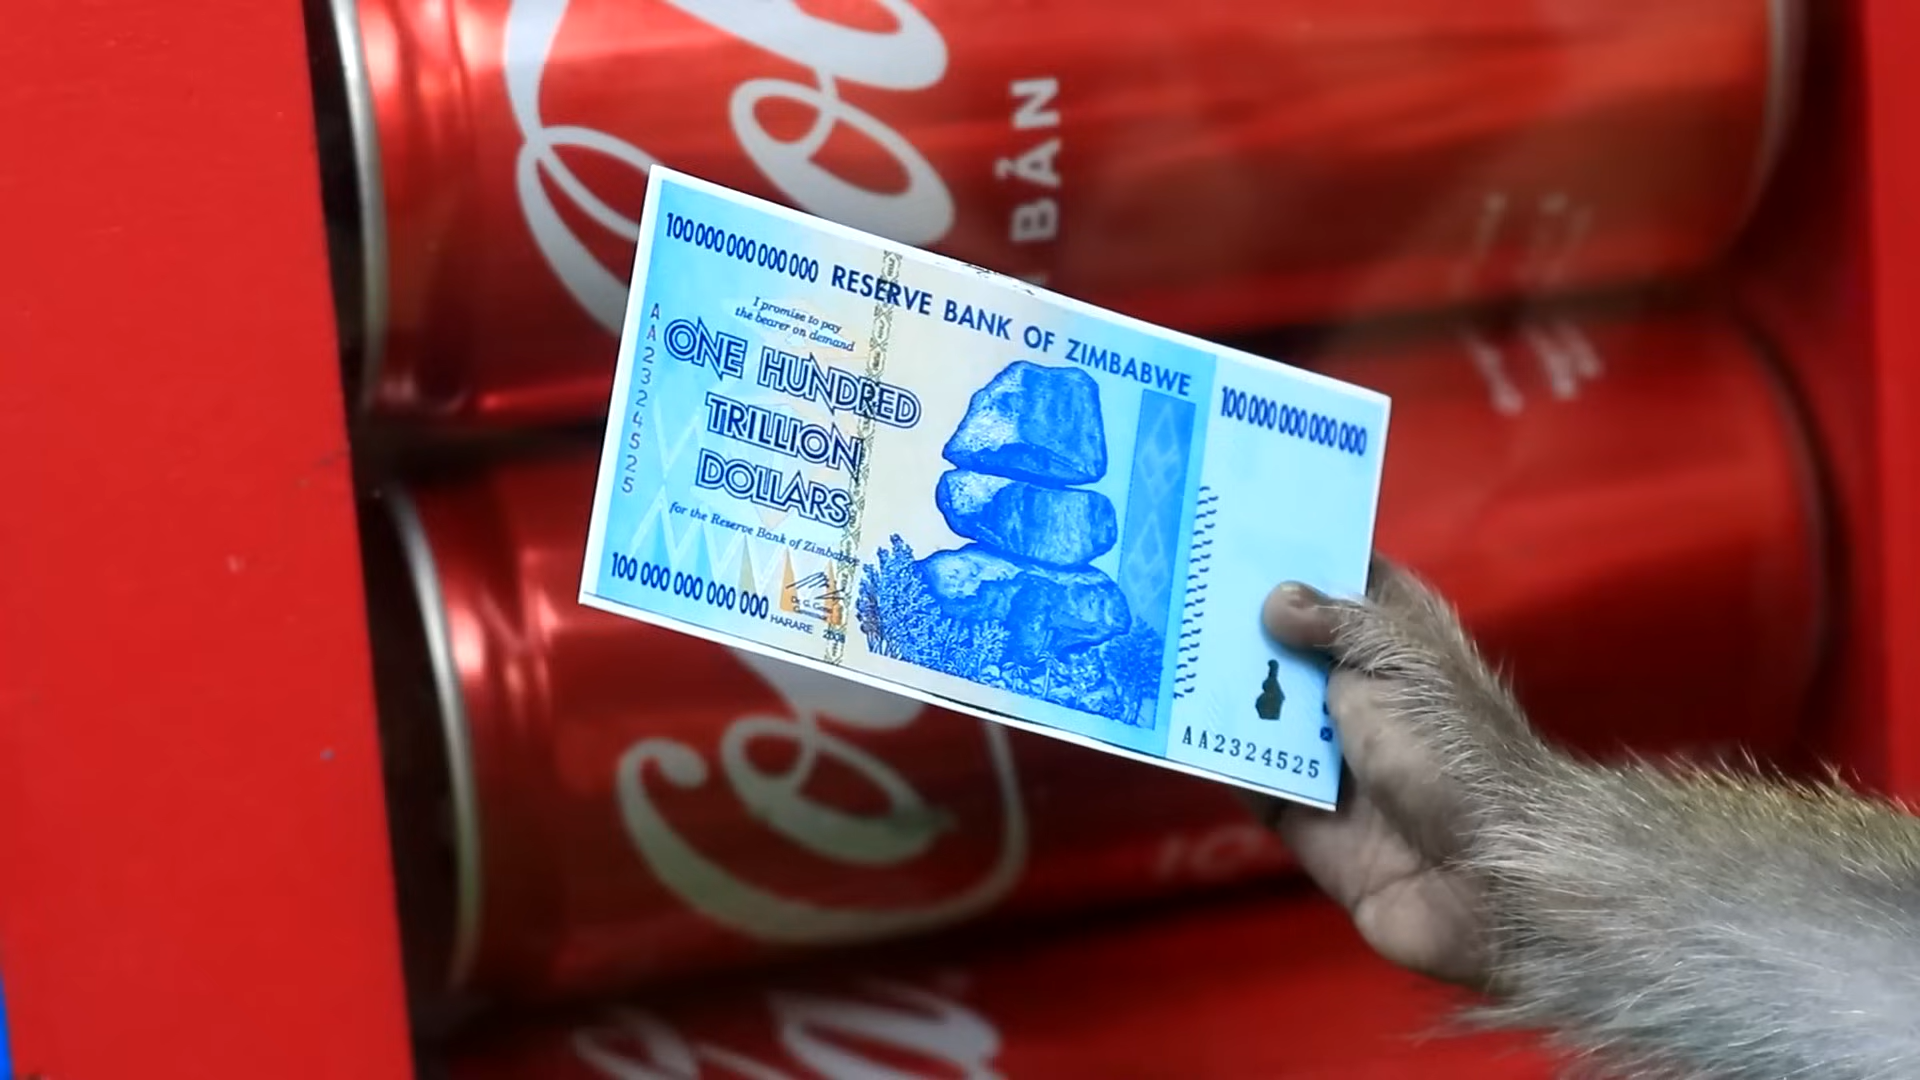 BẢN
100 000 000 000 000
RESERVE BANK OF ZIMBABWE
I promise to pay
the bearer on demand
ONE HUNDRED
TRILLION
DOLLARS
for the Reserve Bank of Zimbabwe
AA2324525
100 000 000 000 000
HARARE
100 000 000 000 000
AA2324525